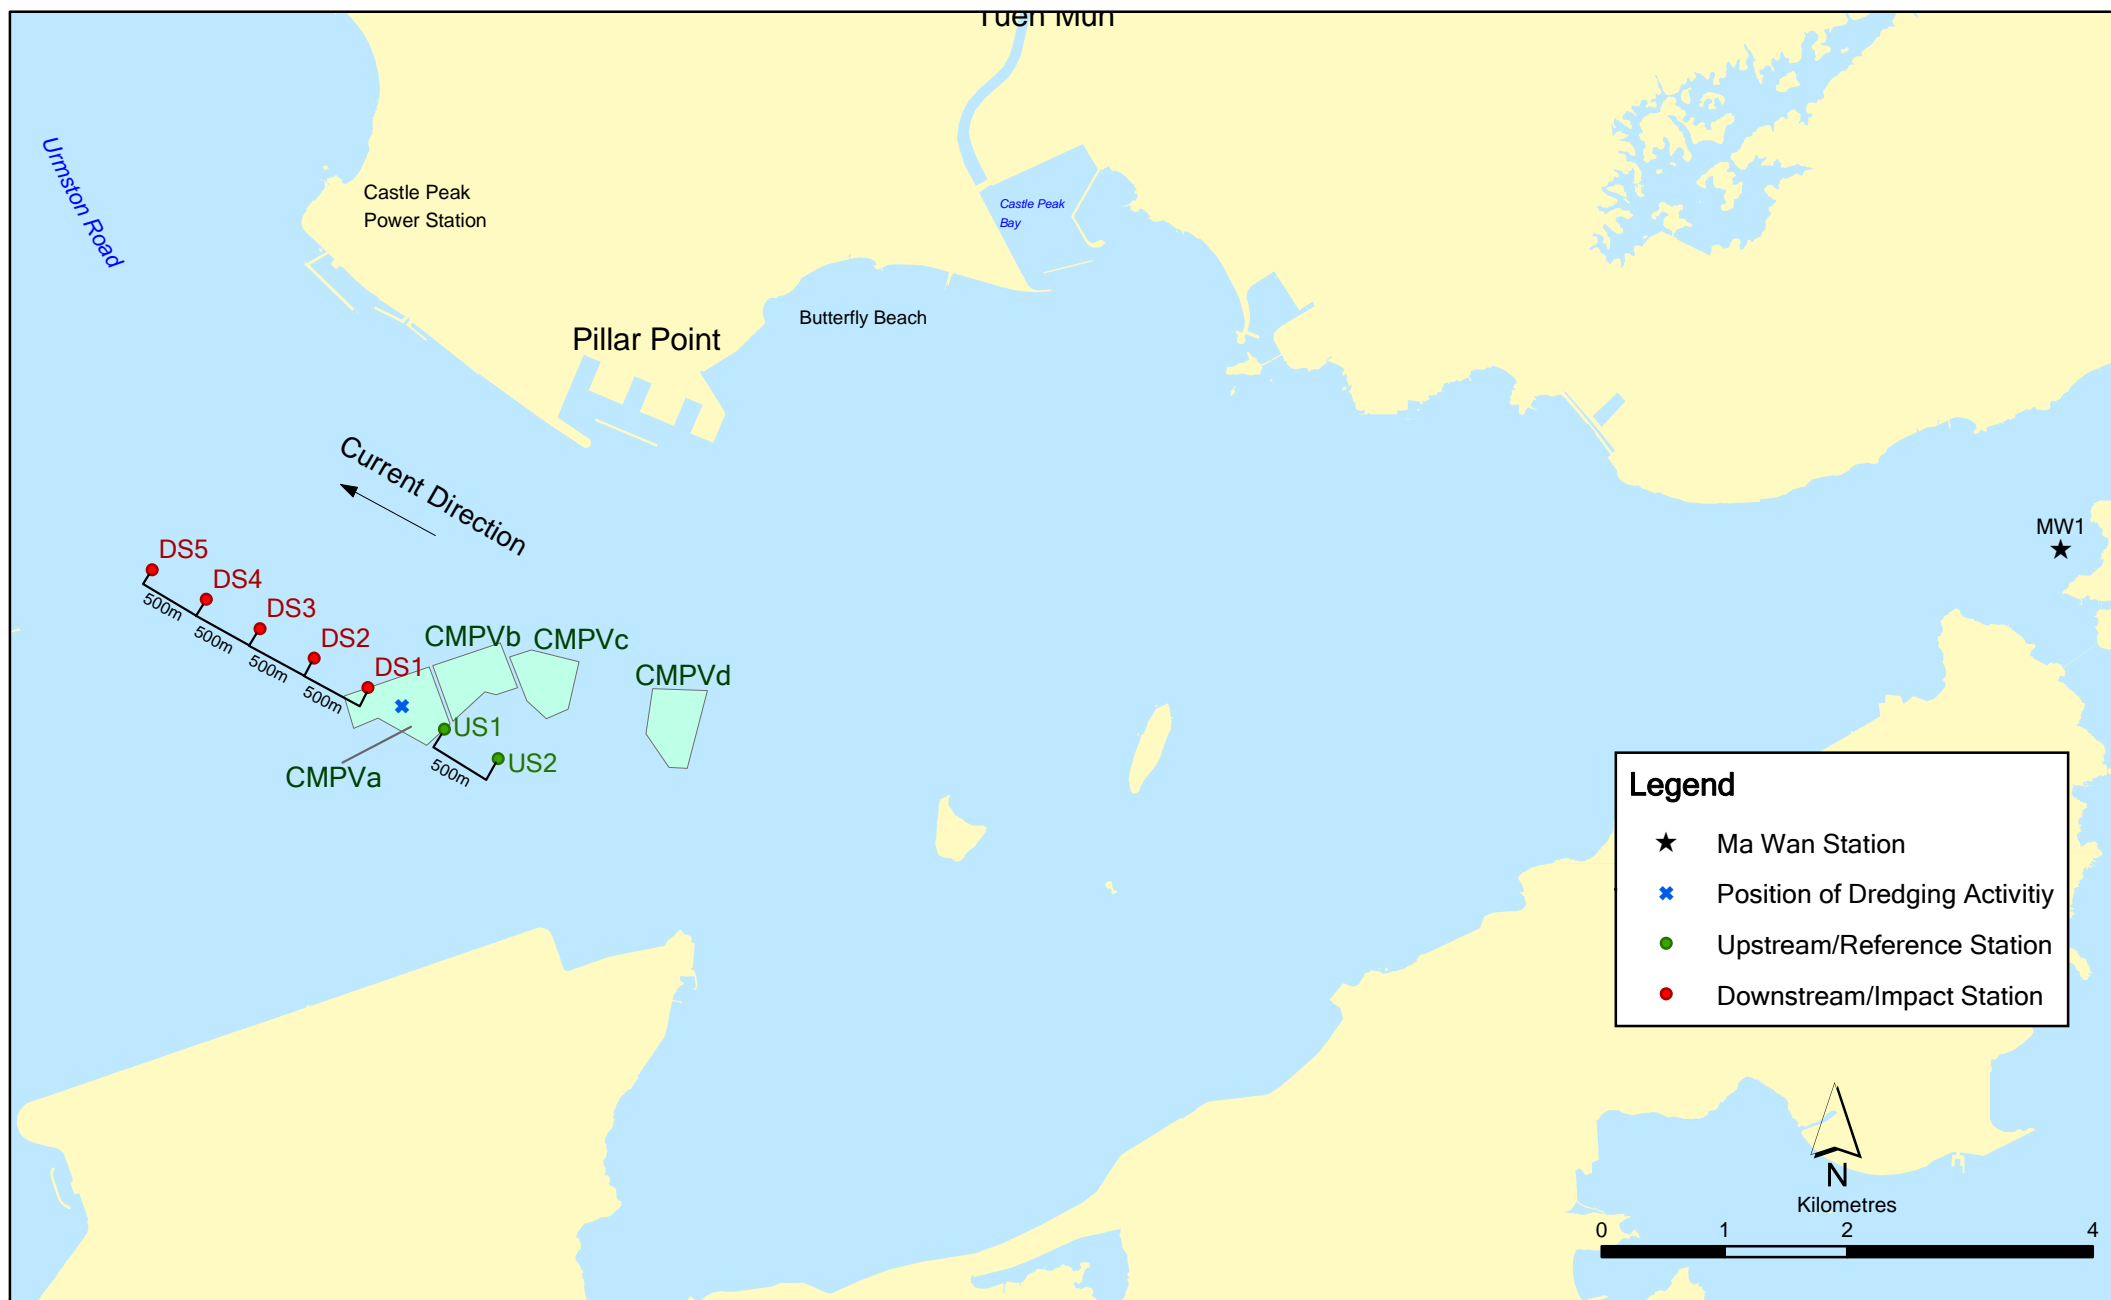 Tuen Mun
Urmston Road
Castle Peak
Power Station
Castle Peak
Bay
Butterfly Beach
Pillar Point
Current Direction
MW1
DS5
DS4
DS3
DS2
DS1
500m
500m
500m
500m
CMPVb
CMPVc
CMPVd
US1
US2
500m
CMPVa
Legend
Ma Wan Station
Position of Dredging Activitiy
Upstream/Reference Station
Downstream/Impact Station
N
Kilometres
0 1 2 4